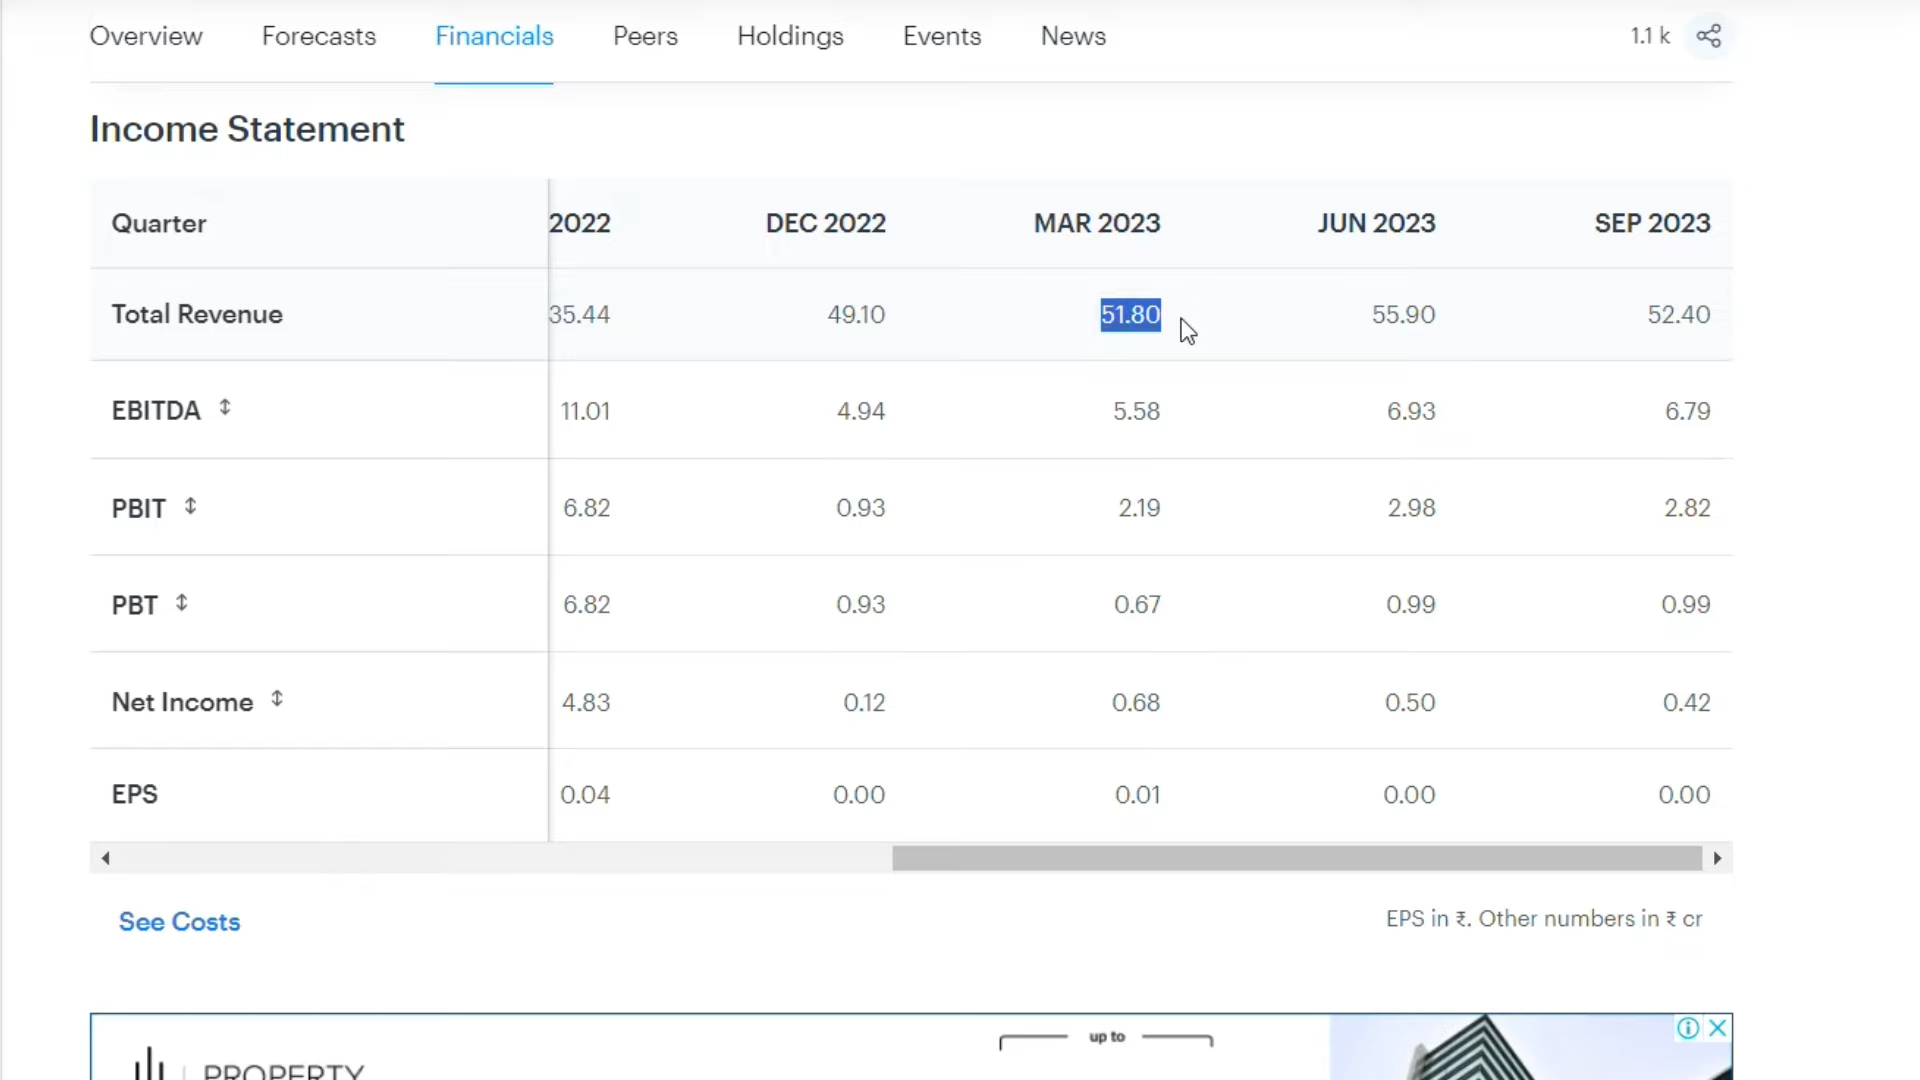 Overview Forecasts Financials Peers Holdings Events News 1.1 k
Income Statement
Quarter 2022 DEC 2022 MAR 2023 JUN 2023 SEP 2023
Total Revenue 35.44 49.10 51.80 55.90 52.40
EBITDA 11.01 4.94 5.58 6.93 6.79
PBIT 6.82 0.93 2.19 2.98 2.82
PBT 6.82 0.93 0.67 0.99 0.99
Net Income 4.83 0.12 0.68 0.50 0.42
EPS 0.04 0.00 0.01 0.00 0.00
See Costs EPS in ₹. Other numbers in ₹ cr
up to
PROPERTY